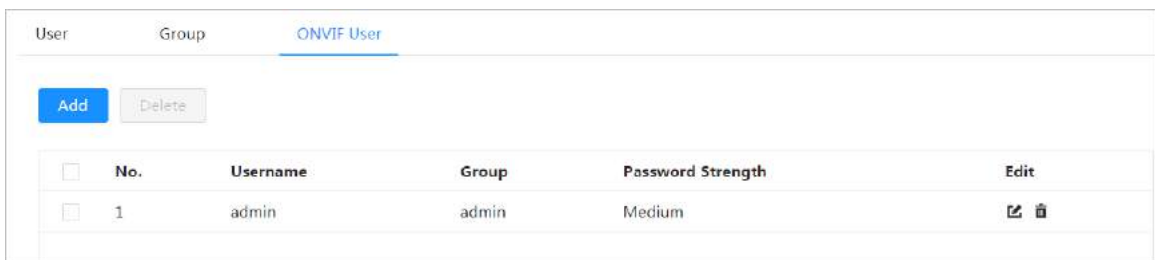 User Group ONVIF User
Add Delete
No. Username Group Password Strength Edit
1 admin admin Medium